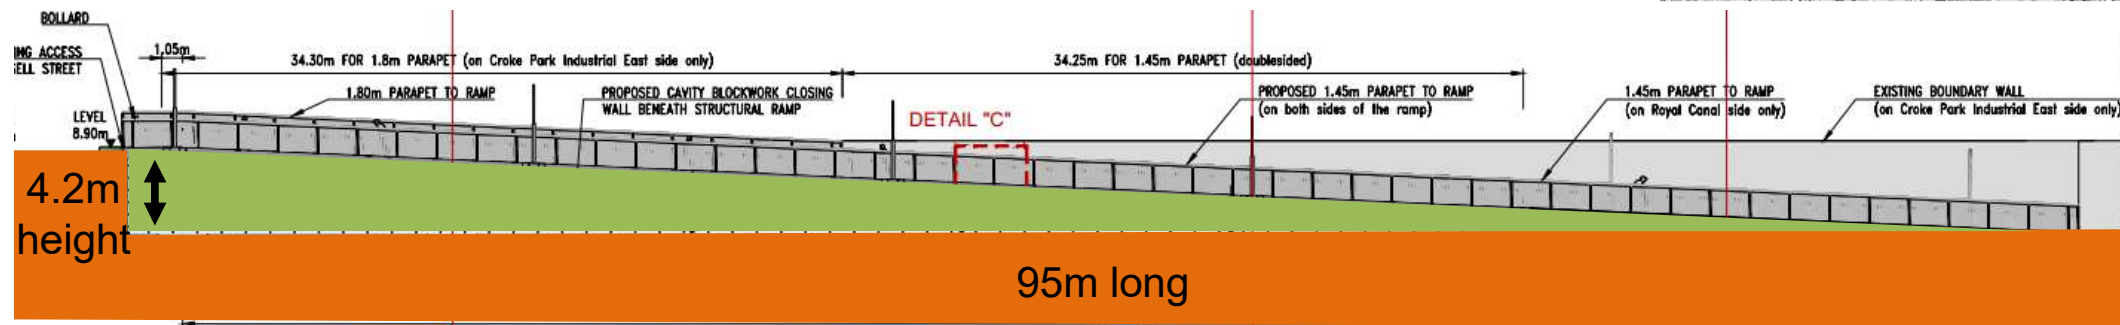 BOLLARD
ING ACCESS
SELL STREET
1,05m
34.30m FOR 1.8m PARAPET (on Croke Park Industrial East side only)
34.25m FOR 1.45m PARAPET (doublesided)
1.80m PARAPET TO RAMP
PROPOSED CAVITY BLOCKWORK CLOSING
WALL BENEATH STRUCTURAL RAMP
PROPOSED 1.45m PARAPET TO RAMP
(on both sides of the ramp)
1.45m PARAPET TO RAMP
(on Royal Canal side only)
EXISTING BOUNDARY WALL
(on Croke Park Industrial East side only)
LEVEL
8.90m
DETAIL "C"
4.2m
height
95m long